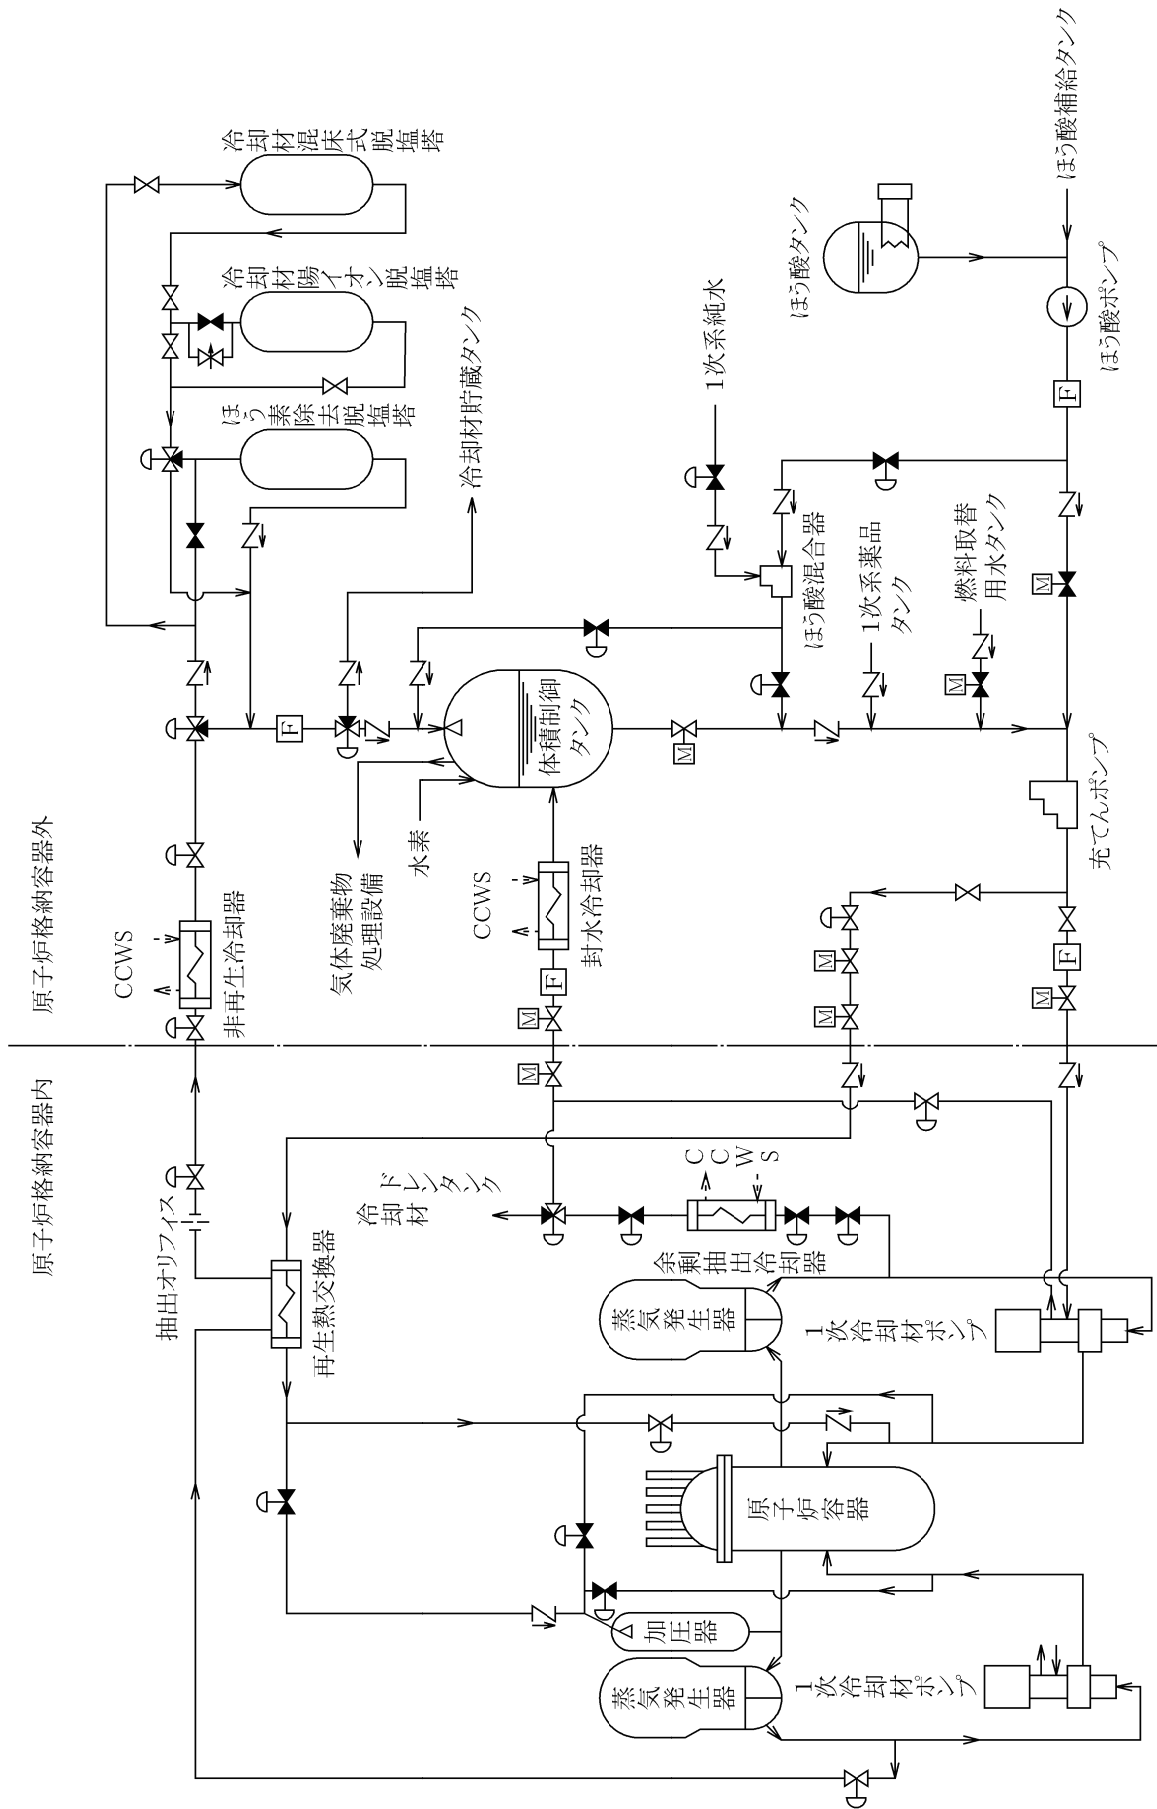 原子炉格納容器内
原子炉格納容器外
抽出オリフィス
再生熱交換器
CCWS
非再生冷却器
冷却材混床式脱塩塔
冷却材陽イオン脱塩塔
ほう素除去脱塩塔
冷却材貯蔵タンク
F
気体廃棄物
処理設備
水素
体積制御
タンク
CCWS
封水冷却器
F
M
M
M
冷却材
ドレンタンク
CCWS
余剰抽出冷却器
1次系純水
ほう酸混合器
1次系薬品
タンク
燃料取替
用水タンク
M
M
ほう酸タンク
ほう酸補給タンク
ほう酸ポンプ
F
充てんポンプ
M
M
F
M
蒸気発生器
1次冷却材ポンプ
原子炉容器
加圧器
蒸気発生器
1次冷却材ポンプ